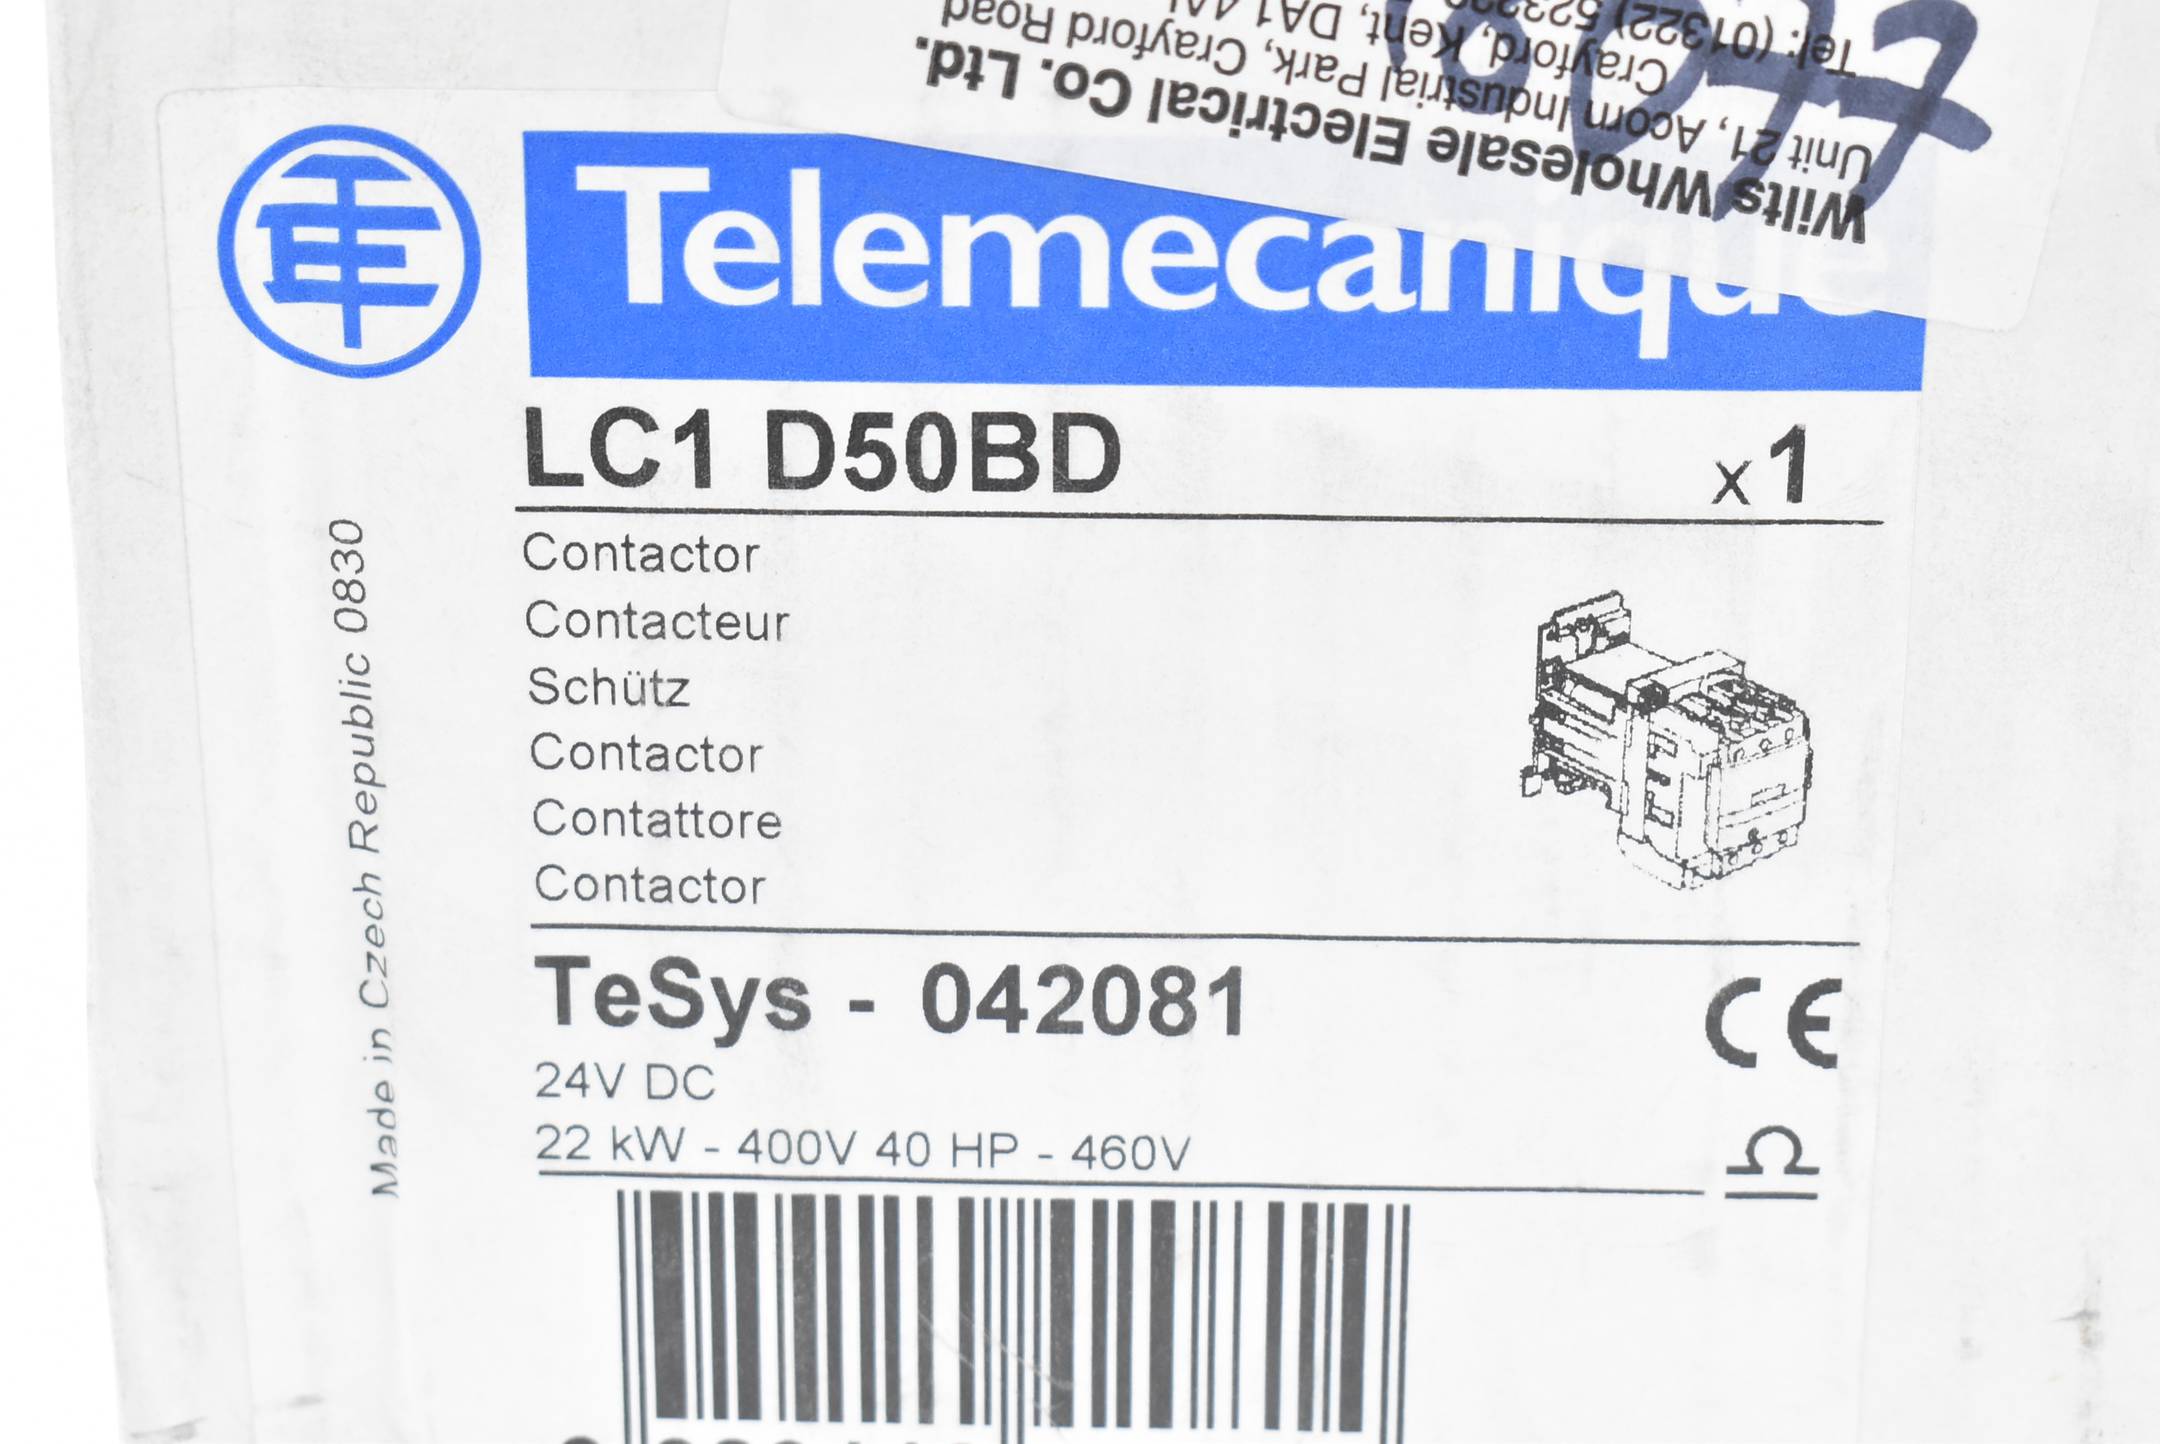 Wilts Wholesale Electrical Co. Ltd.
Unit 21, Acorn Industrial Park, Crayford Road
Crayford, Kent, DA1
Tel: (01322)
Telemecanique
LC1 D50BD x1
Contactor
Contacteur
Schütz
Contactor
Contattore
Contactor
TeSys - 042081
CE
24V DC
22 kW - 400V 40 HP - 460V
Made in Czech Republic 0830